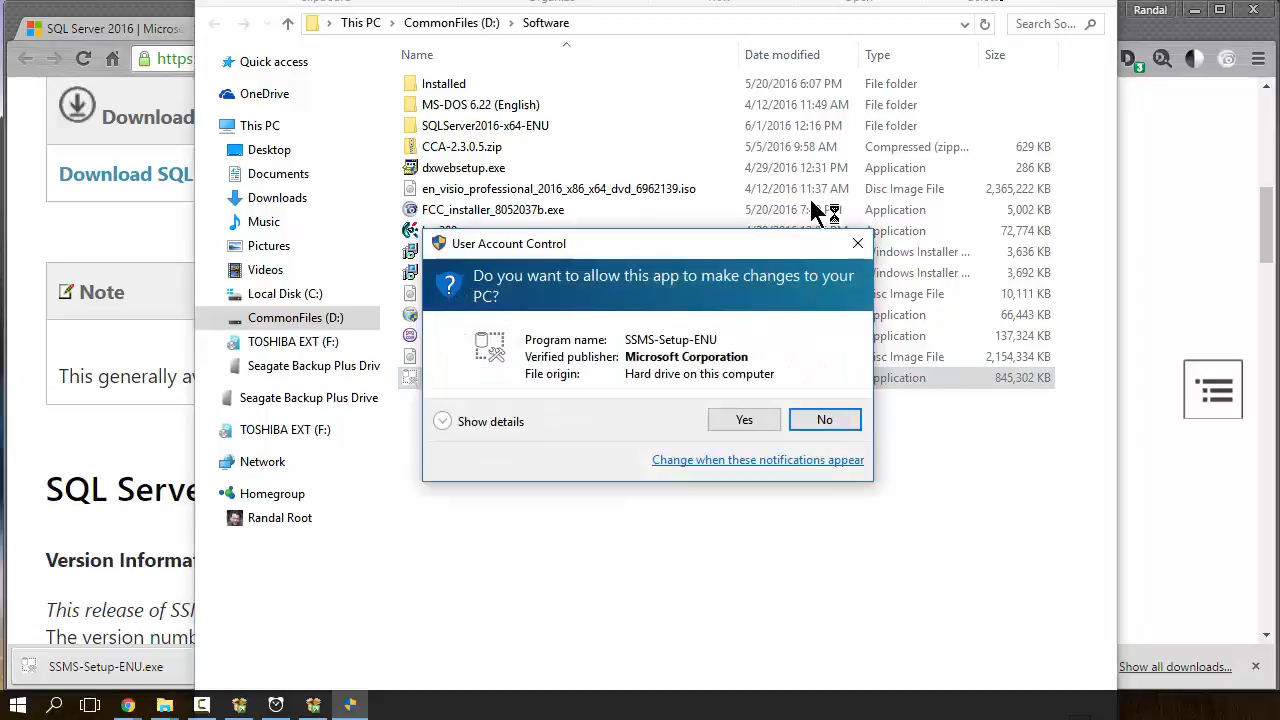 Randal
SQL Server 2016 | Microsof
https
This PC > CommonFiles (D:) > Software
Search So...
3
Name
Date modified
Type
Size
Quick access
OneDrive
This PC
Desktop
Documents
Downloads
Music
Pictures
Videos
Local Disk (C:)
CommonFiles (D:)
TOSHIBA EXT (F:)
Seagate Backup Plus Driv
Seagate Backup Plus Drive
TOSHIBA EXT (F:)
Network
Homegroup
Randal Root
Installed 5/20/2016 6:07 PM File folder
MS-DOS 6.22 (English) 4/12/2016 11:49 AM File folder
SQLServer2016-x64-ENU 6/1/2016 12:16 PM File folder
CCA-2.3.0.5.zip 5/5/2016 9:58 AM Compressed (zipp... 629 KB
dxwebsetup.exe 4/29/2016 12:31 PM Application 286 KB
en_visio_professional_2016_x86_x64_dvd_6962139.iso 4/12/2016 11:37 AM Disc Image File 2,365,222 KB
FCC_installer_8052037b.exe 5/20/2016 Application 5,002 KB
Application 72,774 KB
Windows Installer ... 3,636 KB
Windows Installer ... 3,692 KB
Disc Image File 10,111 KB
Application 66,443 KB
Application 137,324 KB
Disc Image File 2,154,334 KB
Application 845,302 KB
User Account Control
Do you want to allow this app to make changes to your
PC?
Program name: SSMS-Setup-ENU
Verified publisher: Microsoft Corporation
File origin: Hard drive on this computer
Show details
Yes
No
Change when these notifications appear
Download
Download SQL
Note
This generally av
SQL Serve
Version Informat
This release of SSM
The version numb
SSMS-Setup-ENU.exe
Show all downloads...